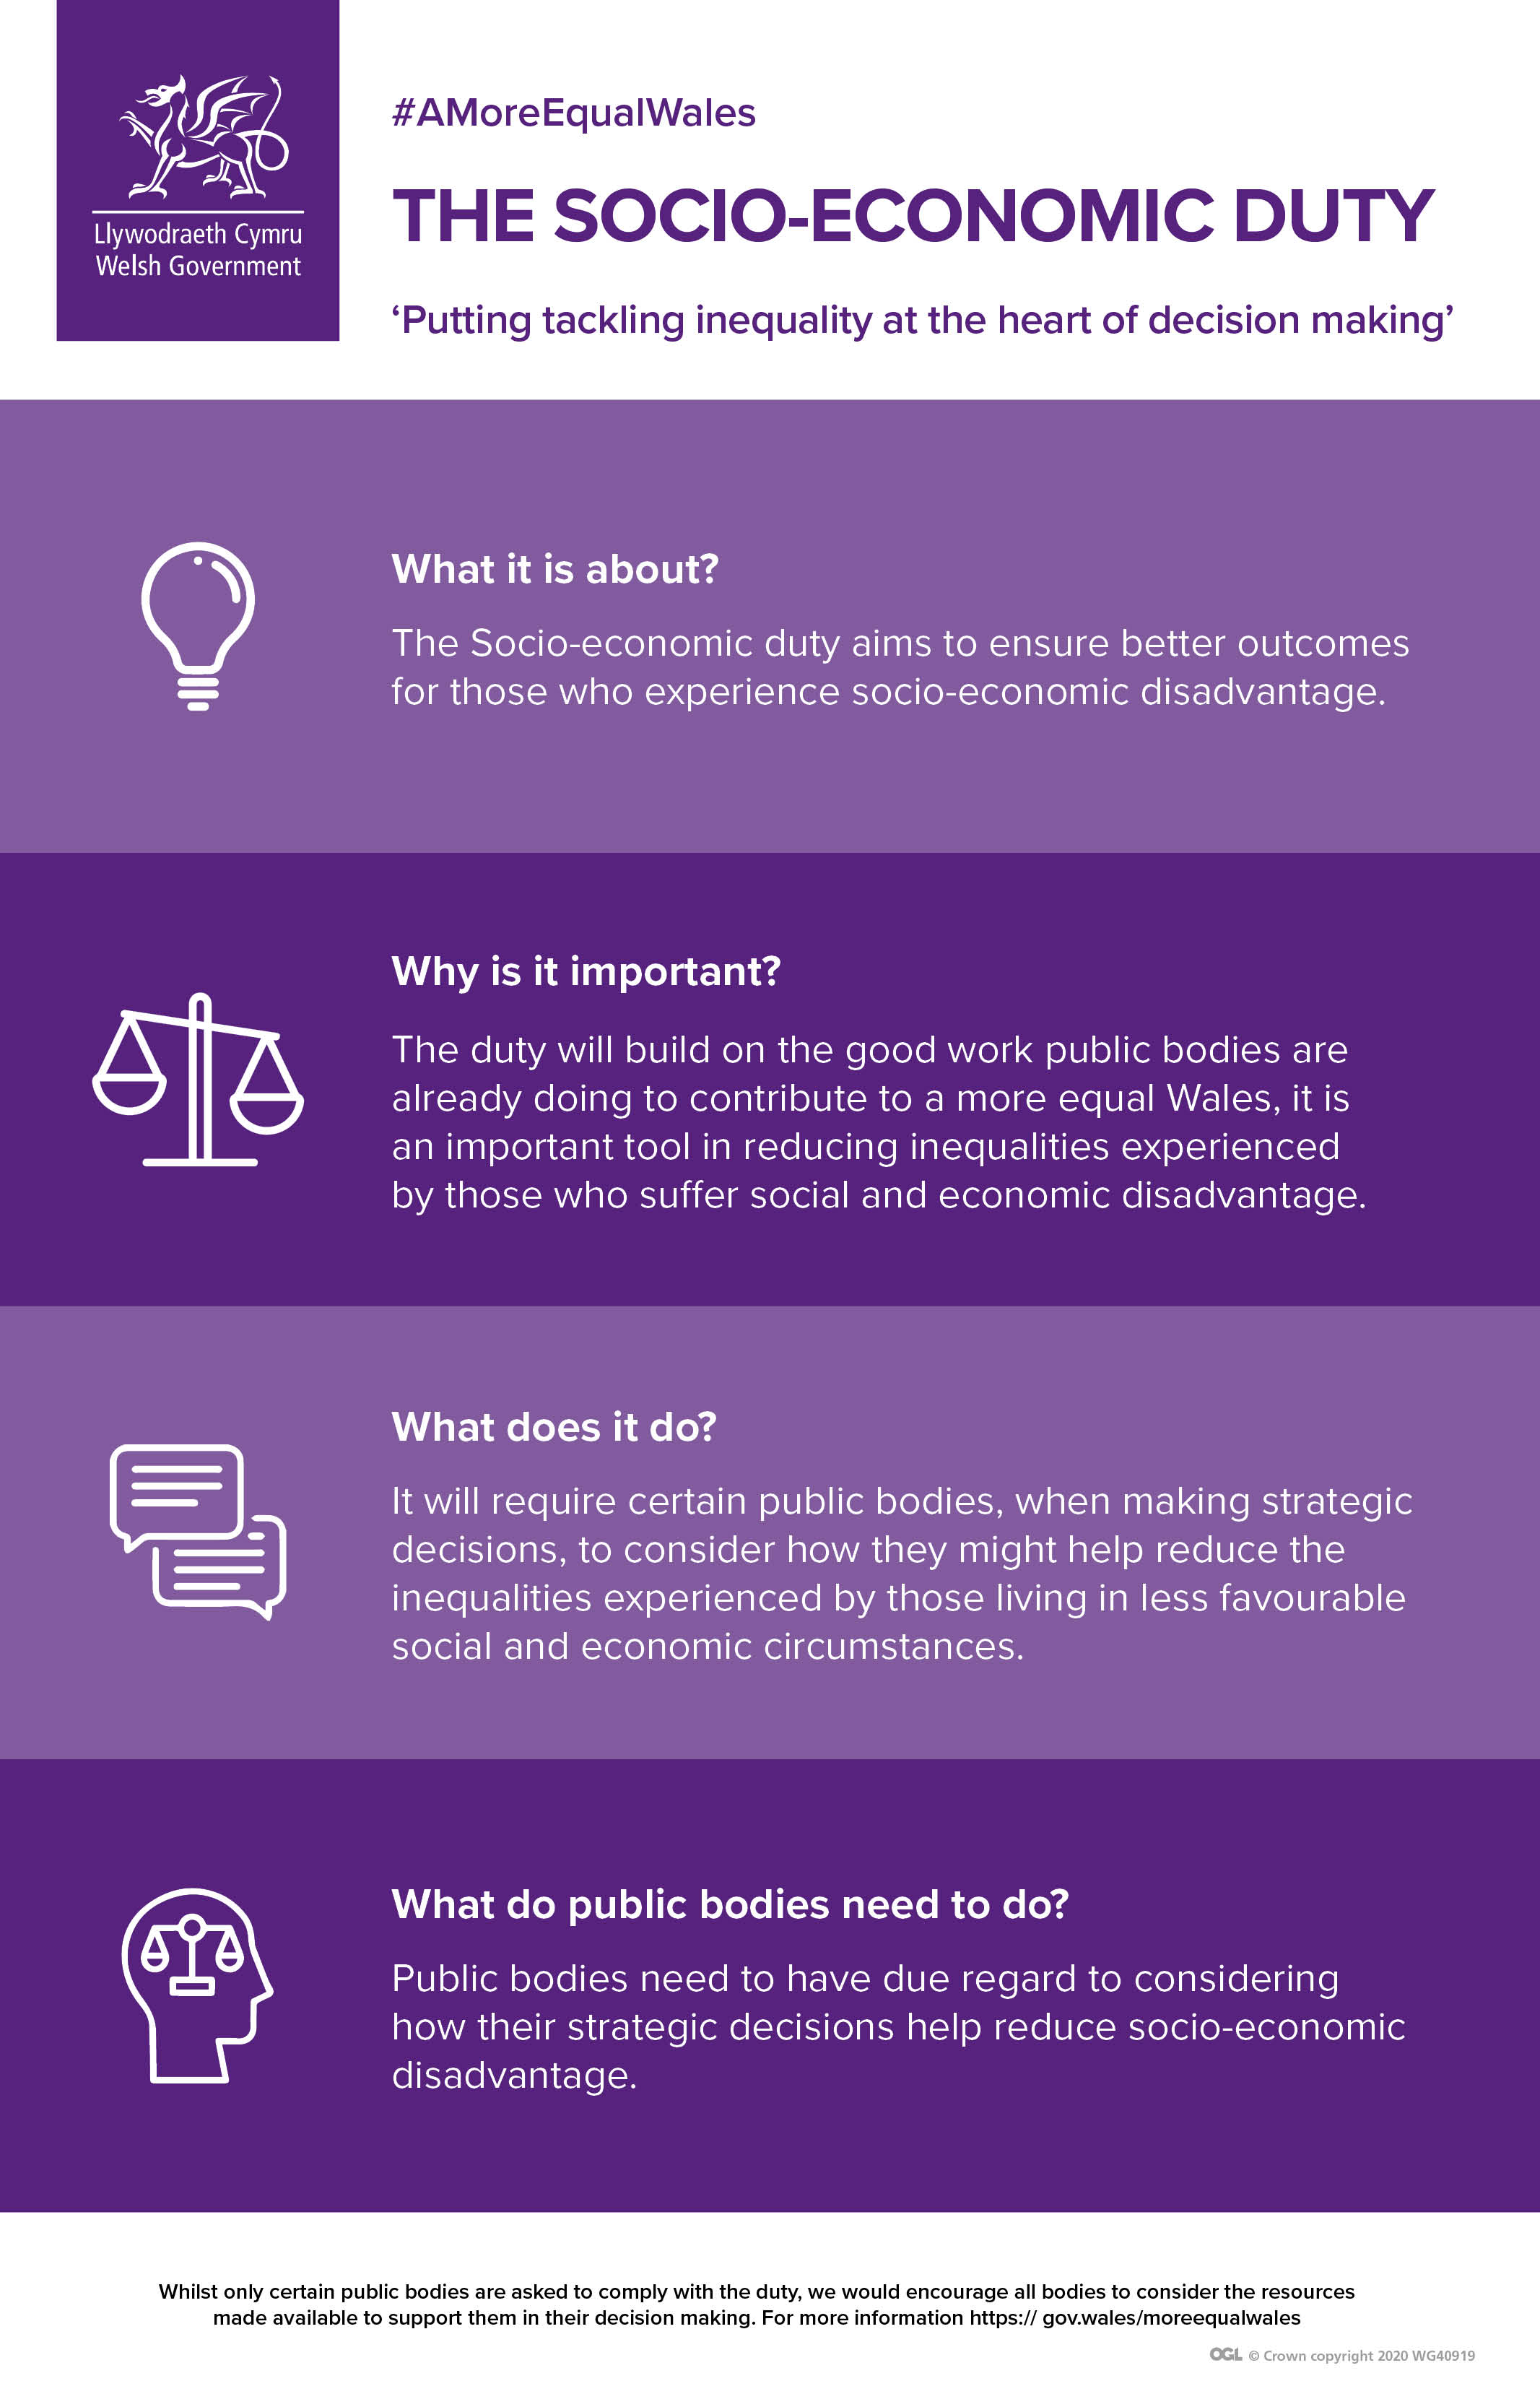 Llywodraeth Cymru
Welsh Government
#AMoreEqualWales
THE SOCIO-ECONOMIC DUTY
‘Putting tackling inequality at the heart of decision making’
What it is about?
The Socio-economic duty aims to ensure better outcomes
for those who experience socio-economic disadvantage.
Why is it important?
The duty will build on the good work public bodies are
already doing to contribute to a more equal Wales, it is
an important tool in reducing inequalities experienced
by those who suffer social and economic disadvantage.
What does it do?
It will require certain public bodies, when making strategic
decisions, to consider how they might help reduce the
inequalities experienced by those living in less favourable
social and economic circumstances.
What do public bodies need to do?
Public bodies need to have due regard to considering
how their strategic decisions help reduce socio-economic
disadvantage.
Whilst only certain public bodies are asked to comply with the duty, we would encourage all bodies to consider the resources
made available to support them in their decision making. For more information https:// gov.wales/moreequalwales
OGL © Crown copyright 2020 WG40919